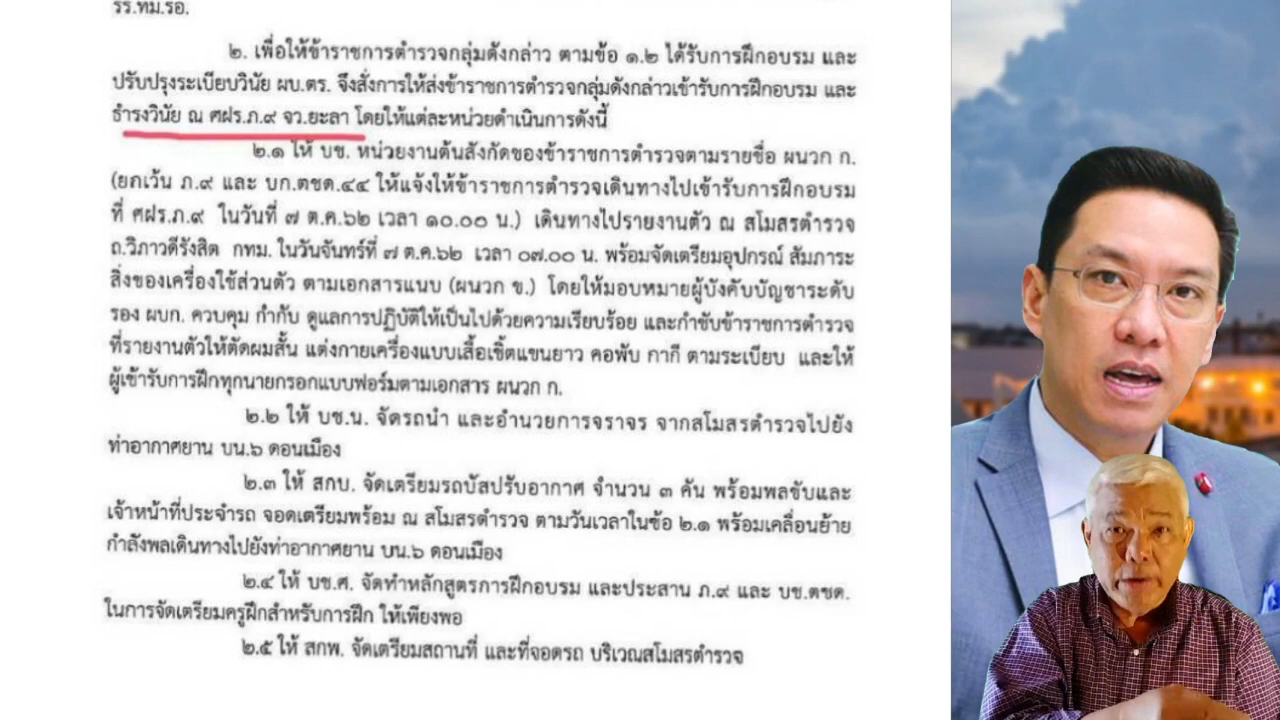 รร.ทม.รอ.
๒. เพื่อให้ข้าราชการตำรวจกลุ่มดังกล่าว ตามข้อ ๑.๒ ได้รับการฝึกอบรม และ
ปรับปรุงระเบียบวินัย ผบ.ตร. จึงสั่งการให้ส่งข้าราชการตำรวจกลุ่มดังกล่าวเข้ารับการฝึกอบรม และ
ธำรงวินัย ณ ศฝร.ภ.๙ จว.ยะลา โดยให้แต่ละหน่วยดำเนินการดังนี้
๒.๑ ให้ บช. หน่วยงานต้นสังกัดของข้าราชการตำรวจตามรายชื่อ ผนวก ก.
(ยกเว้น ภ.๙ และ บก.ตชด.๔๔ ให้แจ้งให้ข้าราชการตำรวจเดินทางไปเข้ารับการฝึกอบรม
ที่ ศฝร.ภ.๙ ในวันที่ ๗ ต.ค.๖๒ เวลา ๑๐.๐๐ น.) เดินทางไปรายงานตัว ณ สโมสรตำรวจ
ถ.วิภาวดีรังสิต กทม. ในวันจันทร์ที่ ๗ ต.ค.๖๒ เวลา ๐๗.๐๐ น. พร้อมจัดเตรียมอุปกรณ์ สัมภาระ
สิ่งของเครื่องใช้ส่วนตัว ตามเอกสารแนบ (ผนวก ข.) โดยให้มอบหมายผู้บังคับบัญชาระดับ
รอง ผบก. ควบคุม กำกับ ดูแลการปฏิบัติให้เป็นไปด้วยความเรียบร้อย และกำชับข้าราชการตำรวจ
ที่รายงานตัวให้ตัดผมสั้น แต่งกายเครื่องแบบเสื้อเชิ้ตแขนยาว คอพับ กากี ตามระเบียบ และให้
ผู้เข้ารับการฝึกทุกนายกรอกแบบฟอร์มตามเอกสาร ผนวก ก.
๒.๒ ให้ บช.น. จัดรถนำ และอำนวยการจราจร จากสโมสรตำรวจไปยัง
ท่าอากาศยาน บน.๖ ดอนเมือง
๒.๓ ให้ สกบ. จัดเตรียมรถบัสปรับอากาศ จำนวน ๓ คัน พร้อมพลขับและ
เจ้าหน้าที่ประจำรถ จอดเตรียมพร้อม ณ สโมสรตำรวจ ตามวันเวลาในข้อ ๒.๑ พร้อมเคลื่อนย้าย
กำลังพลเดินทางไปยังท่าอากาศยาน บน.๖ ดอนเมือง
๒.๔ ให้ บช.ศ. จัดทำหลักสูตรการฝึกอบรม และประสาน ภ.๙ และ บช.ตชด.
ในการจัดเตรียมครูฝึกสำหรับการฝึก ให้เพียงพอ
๒.๕ ให้ สกพ. จัดเตรียมสถานที่ และที่จอดรถ บริเวณสโมสรตำรวจ